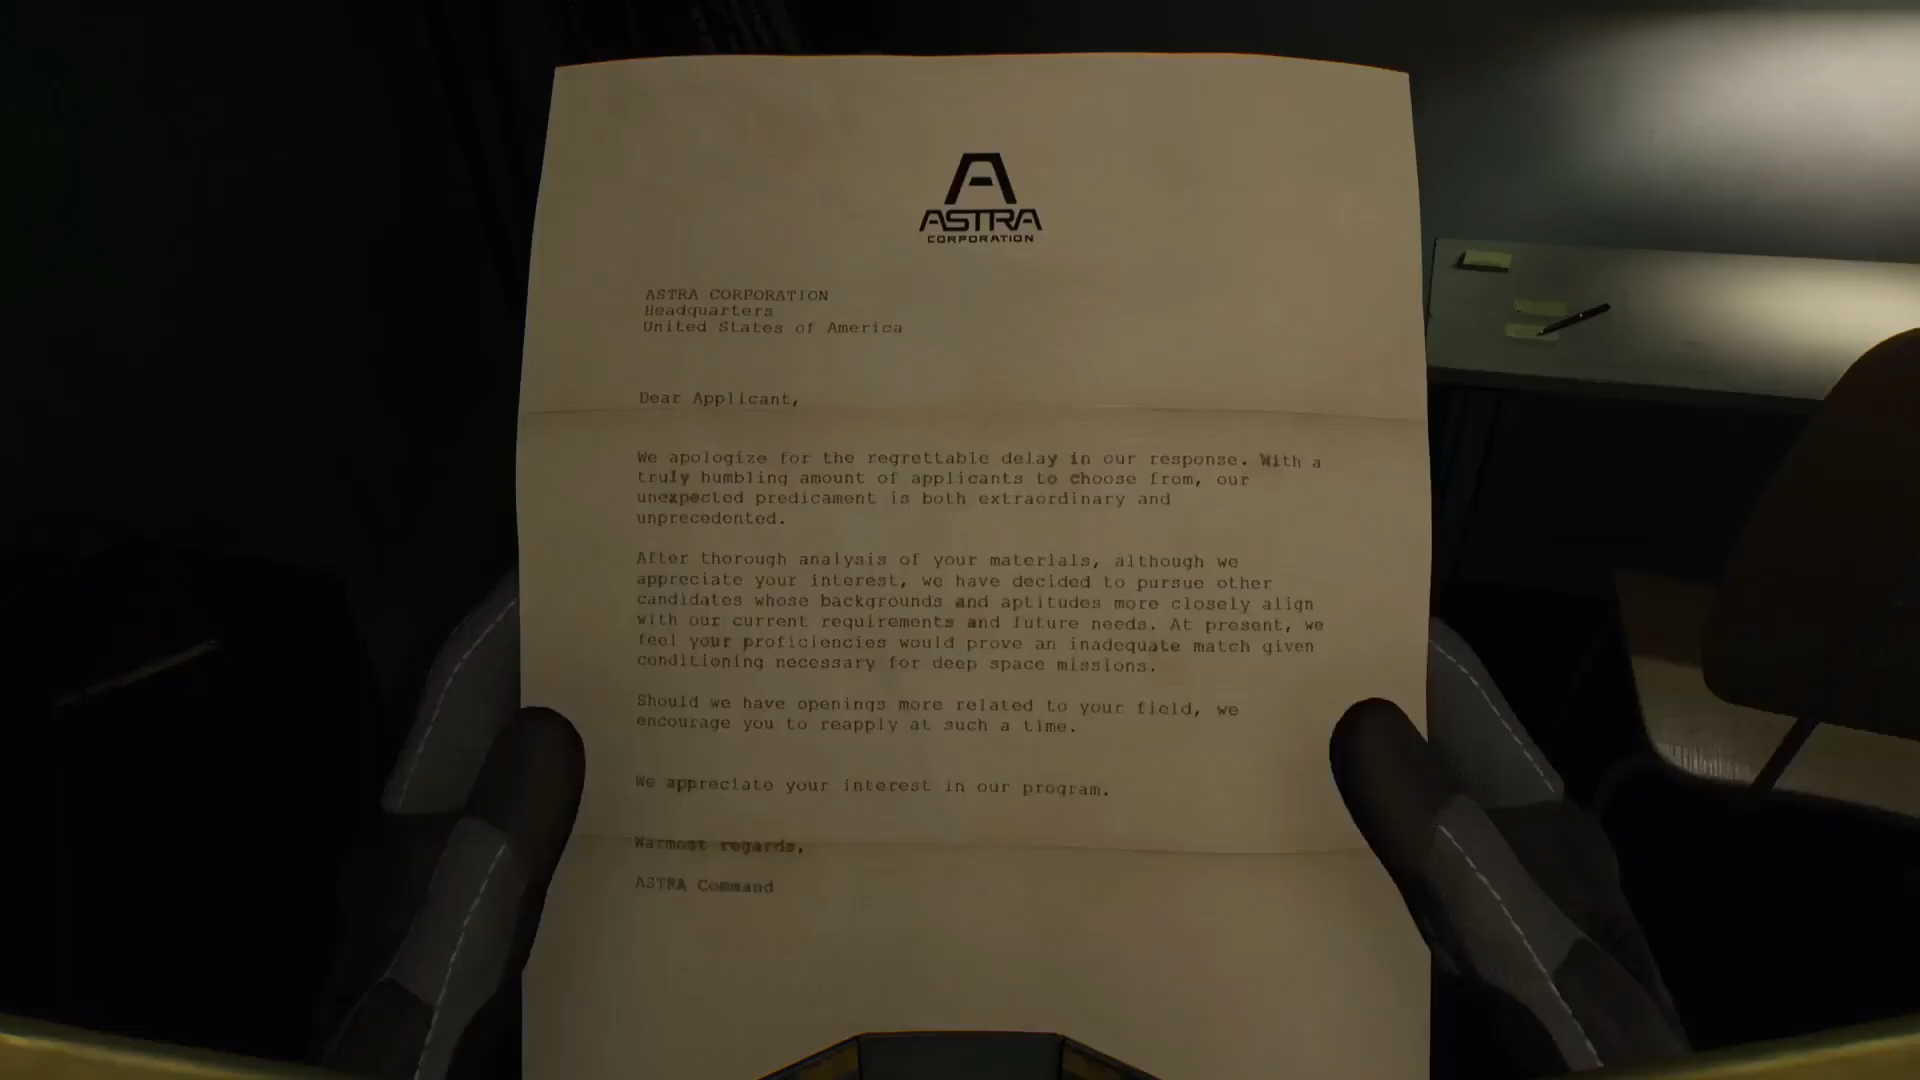 A
ASTRA
CORPORATION
ASTRA CORPORATION
Headquarters
United States of America
Dear Applicant,
We apologize for the regrettable delay in our response. With a
truly humbling amount of applicants to choose from, our
unexpected predicament is both extraordinary and
unprecedented.
After thorough analysis of your materials, although we
appreciate your interest, we have decided to pursue other
candidates whose backgrounds and aptitudes more closely align
with our current requirements and future needs. At present, we
feel your proficiencies would prove an inadequate match given
conditioning necessary for deep space missions.
Should we have openings more related to your field, we
encourage you to reapply at such a time.
We appreciate your interest in our program.
Warmost regards,
ASTRA Command